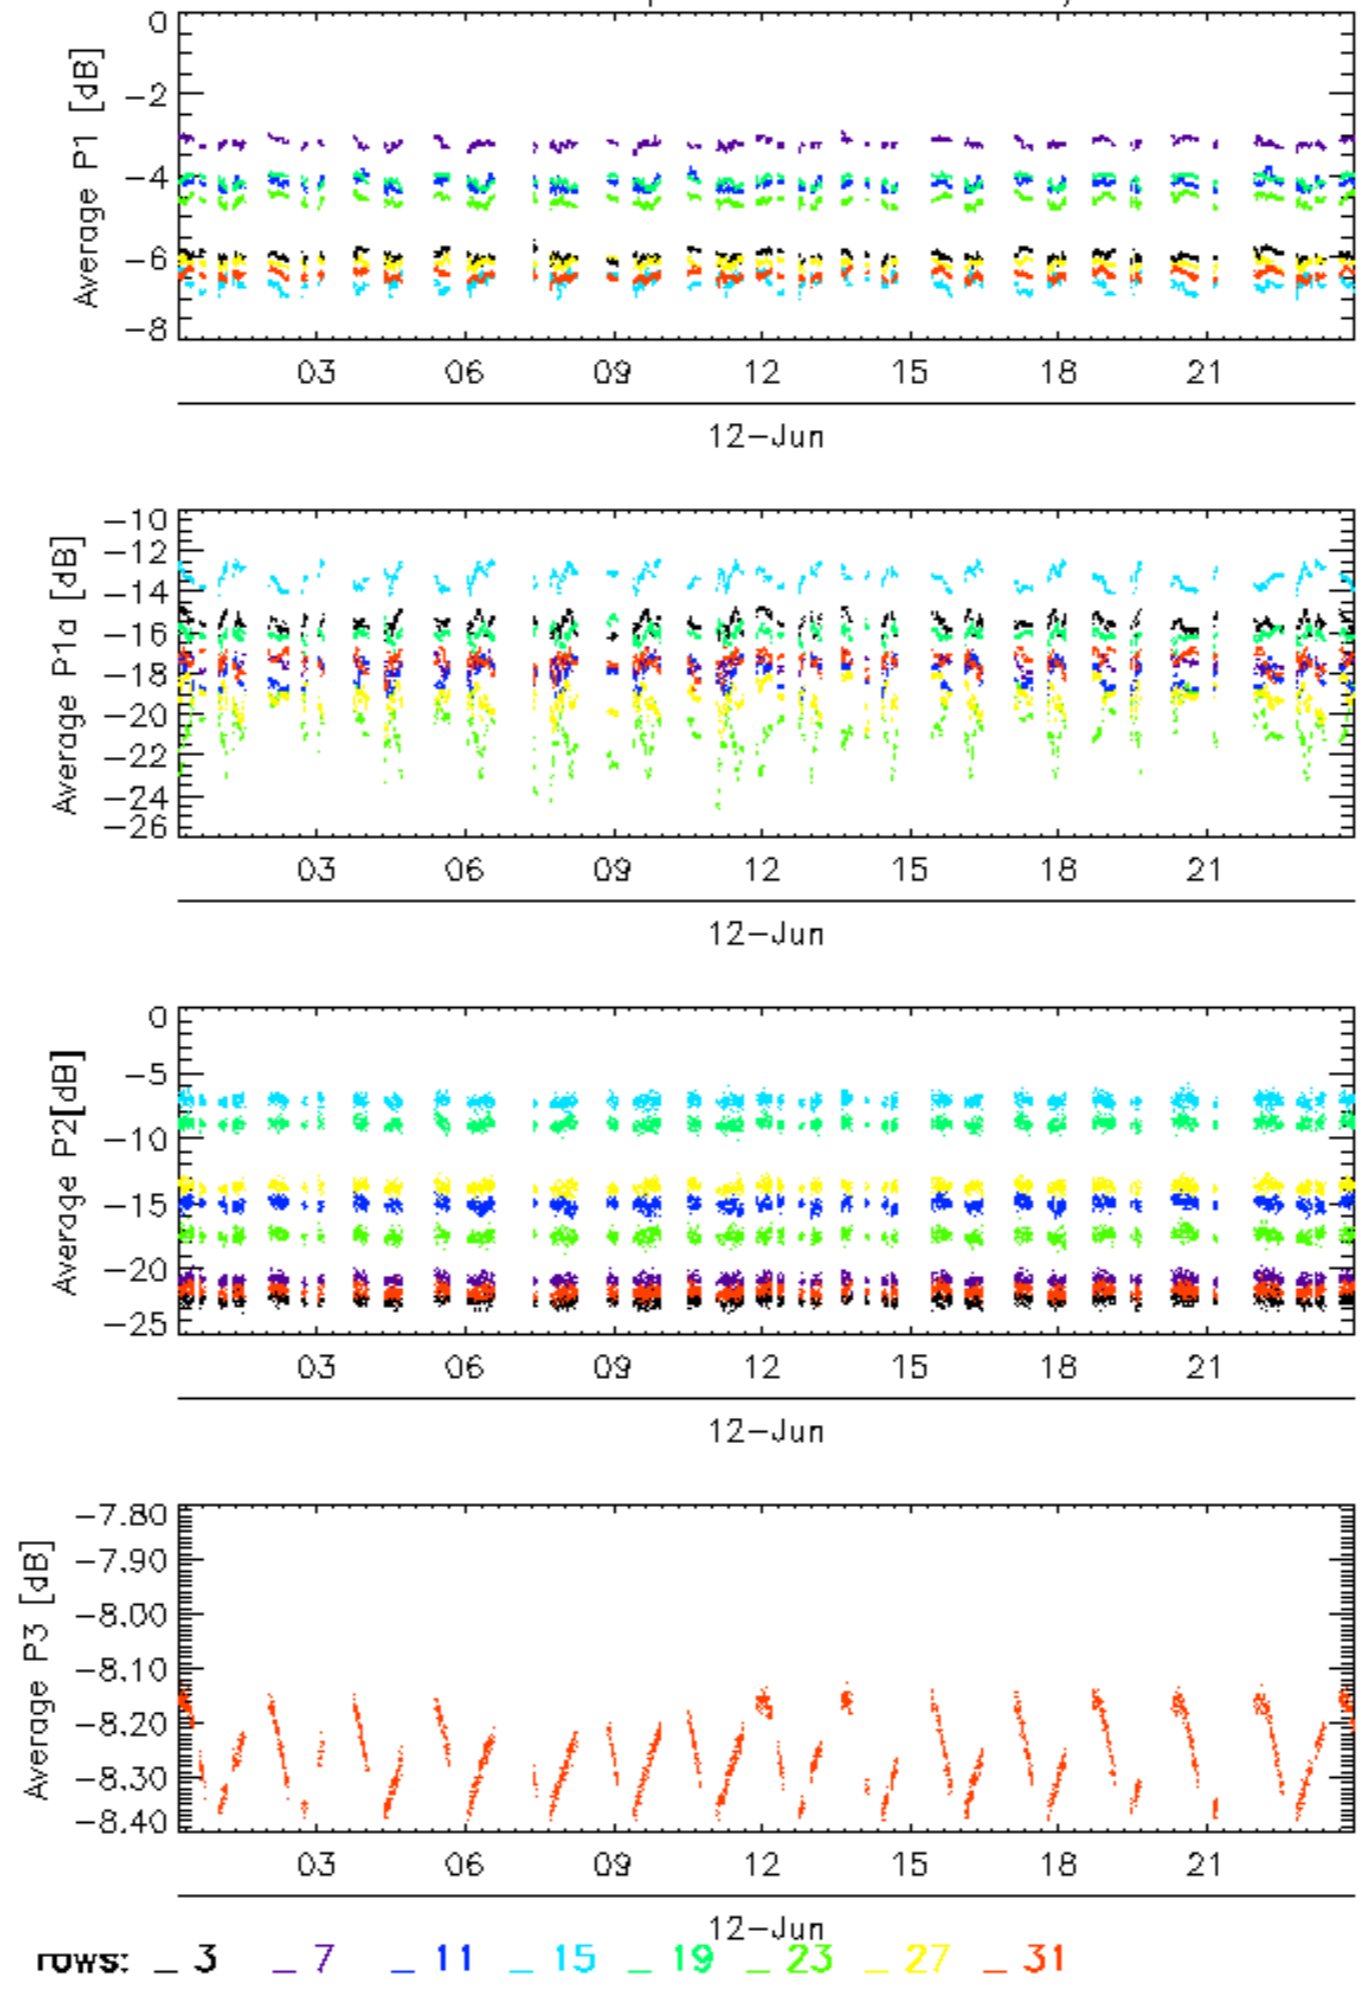 0
-2
-4
-6
-8
Average P1 [dB]
03 06 09 12 15 18 21
12-Jun
-10
-12
-14
-16
-18
-20
-22
-24
-26
Average P1a [dB]
03 06 09 12 15 18 21
12-Jun
0
-5
-10
-15
-20
-25
Average P2[dB]
03 06 09 12 15 18 21
12-Jun
-7.80
-7.90
-8.00
-8.10
-8.20
-8.30
-8.40
Average P3 [dB]
03 06 09 12 15 18 21
12-Jun
rows: _ 3 _ 7 _ 11 _ 15 _ 19 _ 23 _ 27 _ 31